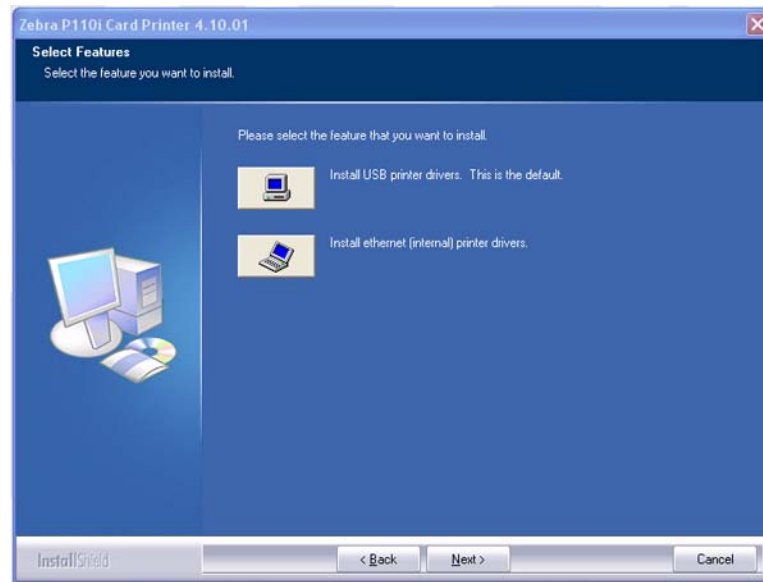 Zebra P110i Card Printer 4.10.01
Select Features
Select the feature you want to install.
Please select the feature that you want to install.
Install USB printer drivers. This is the default.
Install ethernet (internal) printer drivers.
InstallShield
< Back
Next >
Cancel